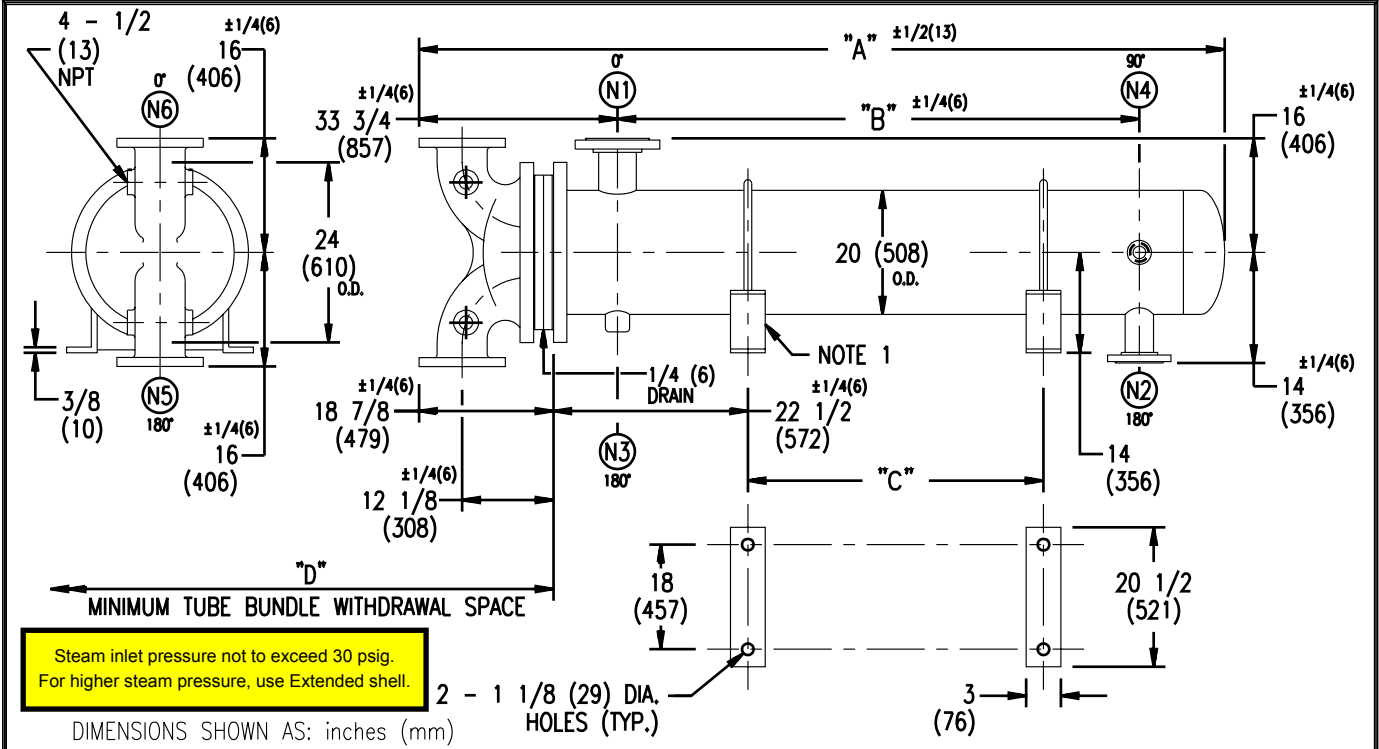 4 - 1/2
(13)
NPT
±1/4(6)
16
(406)
0°
N6
24
(610)
O.D.
3/8
(10)
N5
180°
±1/4(6)
16
(406)
"A" ±1/2(13)
±1/4(6)
33 3/4
(857)
0°
N1
"B" ±1/4(6)
90°
N4
±1/4(6)
16
(406)
20 (508)
O.D.
NOTE 1
1/4 (6)
DRAIN
±1/4(6)
18 7/8
(479)
±1/4(6)
22 1/2
(572)
±1/4(6)
12 1/8
(308)
N3
180°
N2
180°
±1/4(6)
14
(356)
14
(356)
"C"
"D"
MINIMUM TUBE BUNDLE WITHDRAWAL SPACE
18
(457)
20 1/2
(521)
Steam inlet pressure not to exceed 30 psig.
For higher steam pressure, use Extended shell.
2 - 1 1/8 (29) DIA.
HOLES (TYP.)
3
(76)
DIMENSIONS SHOWN AS: inches (mm)